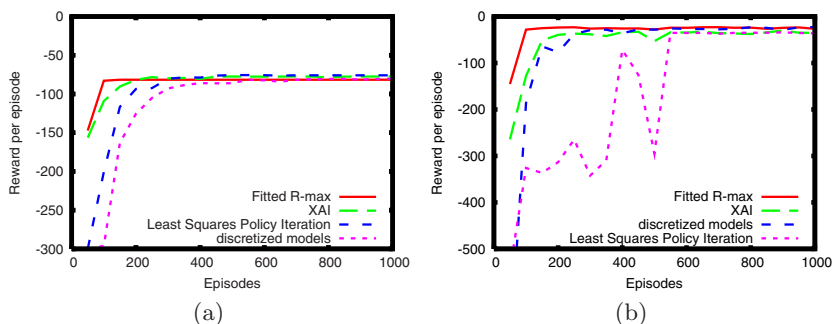 0
-50
-100
-150
-200
-250
-300
0 200 400 600 800 1000
Reward per episode
Episodes
Fitted R-max
XAI
Least Squares Policy Iteration
discretized models
(a)
0
-100
-200
-300
-400
-500
0 200 400 600 800 1000
Reward per episode
Episodes
Fitted R-max
XAI
discretized models
Least Squares Policy Iteration
(b)